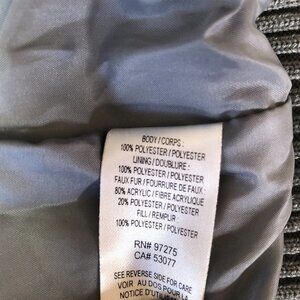 BODY / CORPS :
100% POLYESTER / POLYESTER
LINING / DOUBLURE :
100% POLYESTER / POLYESTER
FAUX FUR / FOURRURE DE FAUX :
80% ACRYLIC / FIBRE ACRYLIQUE
20% POLYESTER / POLYESTER
FILL / REMPLIR :
100% POLYESTER / POLYESTER
RN# 97275
CA# 53077
SEE REVERSE SIDE FOR CARE
VOIR AU DOS POUR LA
NOTICE D'UTILI